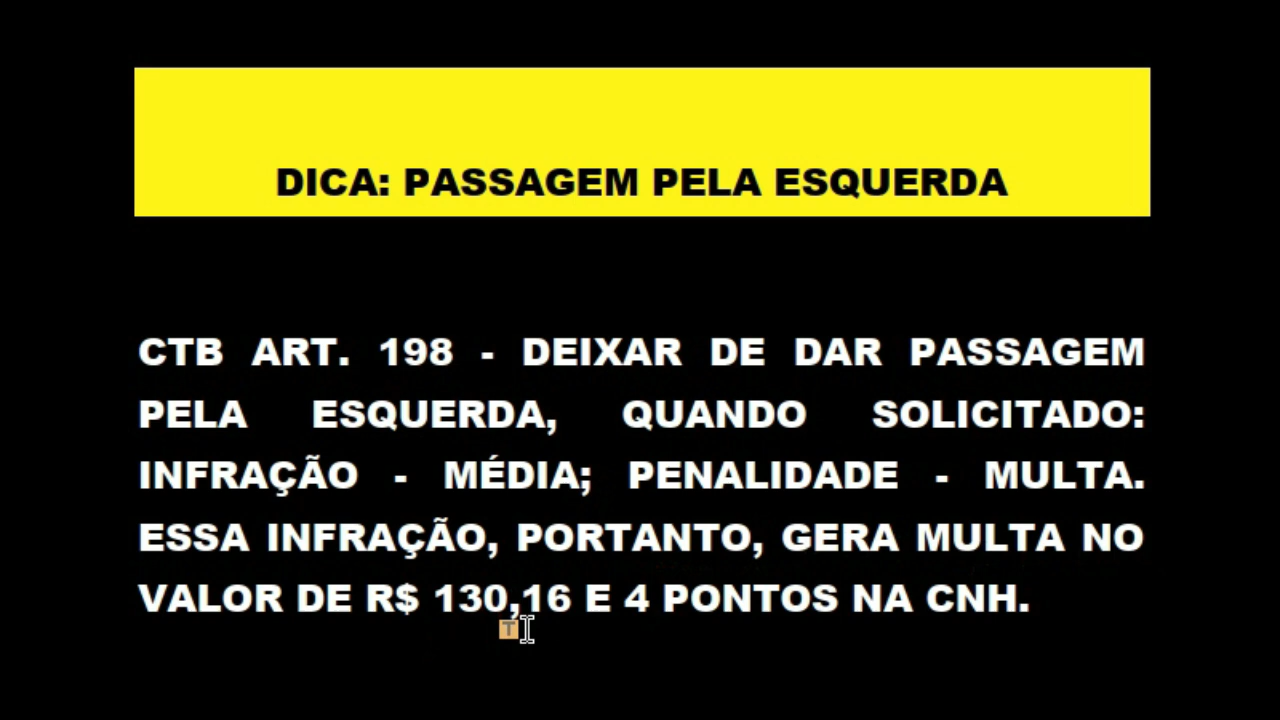 DICA: PASSAGEM PELA ESQUERDA
CTB ART. 198 - DEIXAR DE DAR PASSAGEM
PELA ESQUERDA, QUANDO SOLICITADO:
INFRAÇÃO - MÉDIA; PENALIDADE - MULTA.
ESSA INFRAÇÃO, PORTANTO, GERA MULTA NO
VALOR DE R$ 130,16 E 4 PONTOS NA CNH.
T